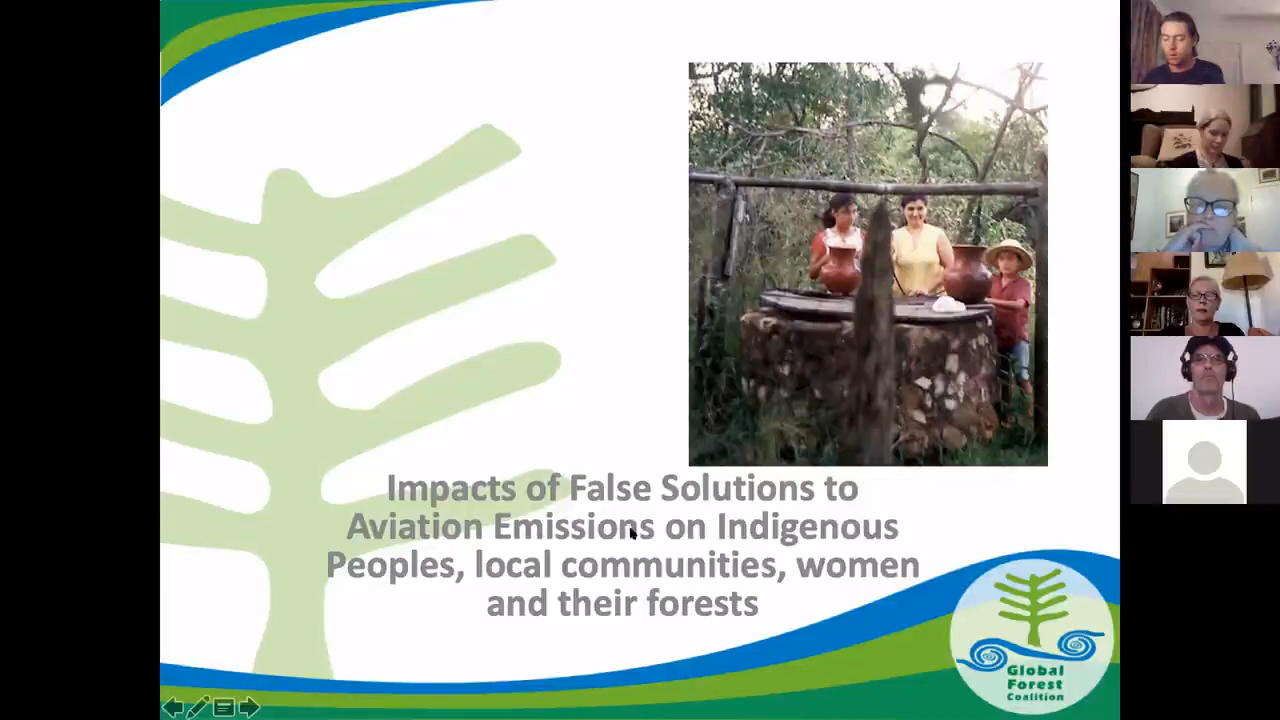 Impacts of False Solutions to
Aviation Emissions on Indigenous
Peoples, local communities, women
and their forests
Global
Forest
Coalition